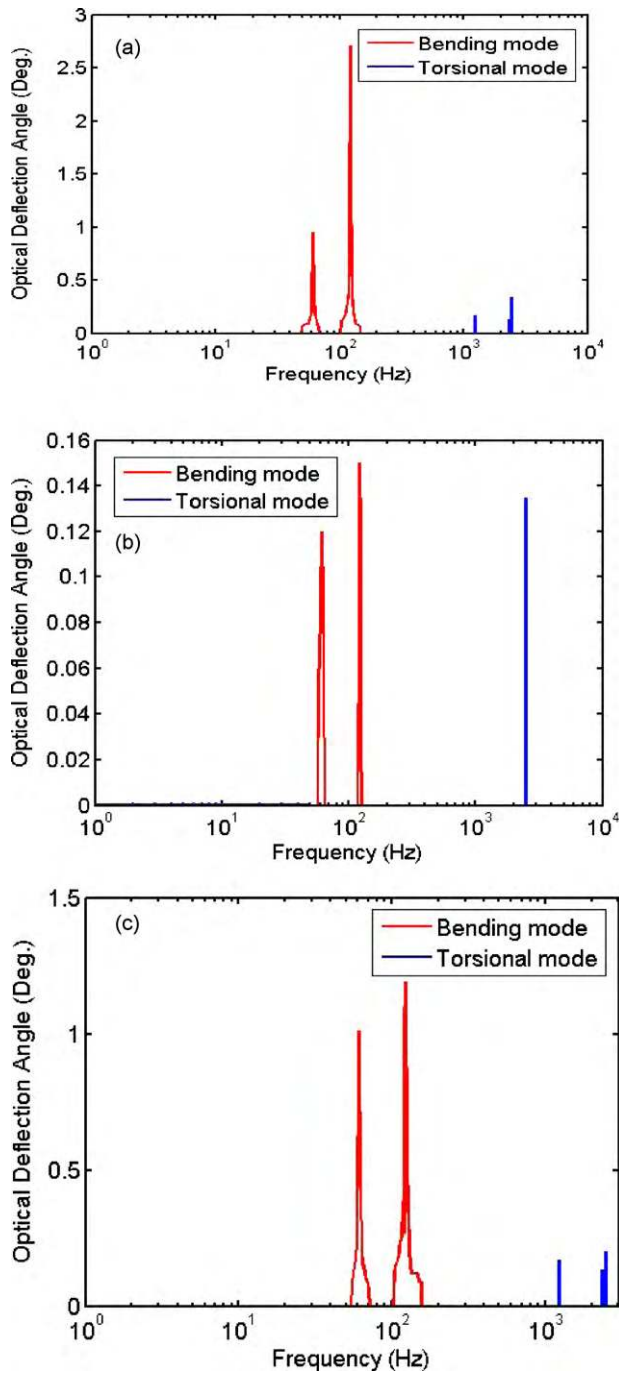 (a)
Bending mode
Torsional mode
Optical Deflection Angle (Deg.)
3
2.5
2
1.5
1
0.5
0
10^0 10^1 10^2 10^3 10^4
Frequency (Hz)
(b)
Bending mode
Torsional mode
Optical Deflection Angle (Deg.)
0.16
0.14
0.12
0.1
0.08
0.06
0.04
0.02
0
10^0 10^1 10^2 10^3 10^4
Frequency (Hz)
(c)
Bending mode
Torsional mode
Optical Deflection Angle (Deg.)
1.5
1
0.5
0
10^0 10^1 10^2 10^3
Frequency (Hz)